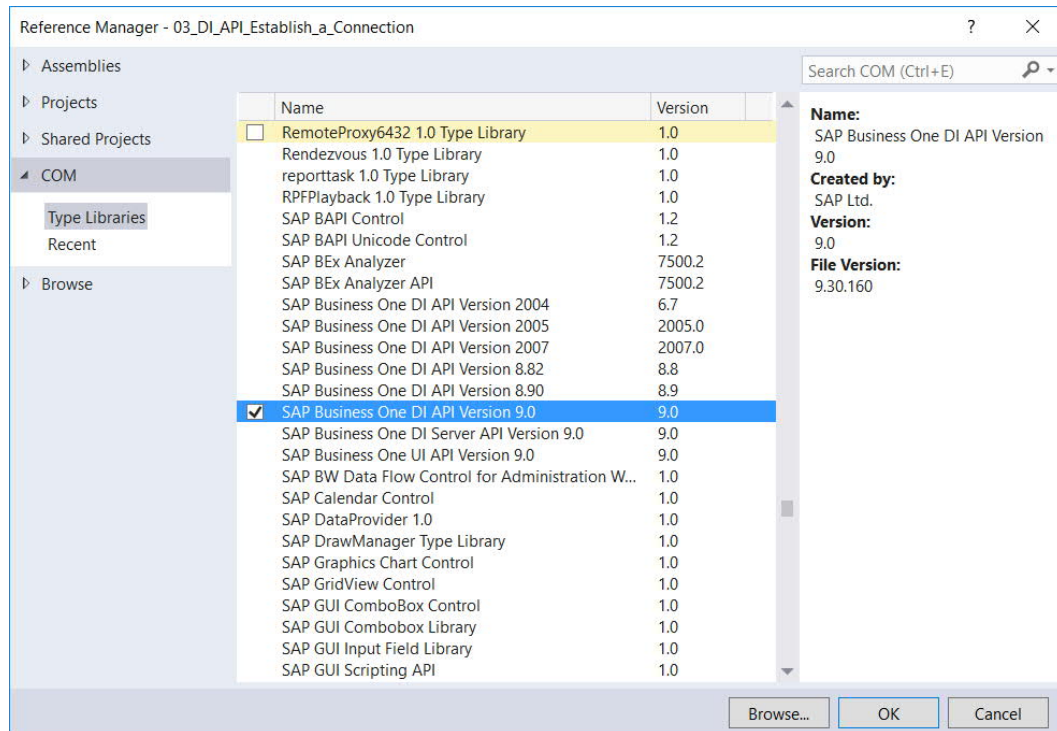 Reference Manager - 03_DI_API_Establish_a_Connection ? ×
Assemblies
Projects
Shared Projects
COM
Type Libraries
Recent
Browse
Search COM (Ctrl+E)
Name Version
RemoteProxy6432 1.0 Type Library 1.0
Rendezvous 1.0 Type Library 1.0
reporttask 1.0 Type Library 1.0
RPFPlayback 1.0 Type Library 1.0
SAP BAPI Control 1.2
SAP BAPI Unicode Control 1.2
SAP BEx Analyzer 7500.2
SAP BEx Analyzer API 7500.2
SAP Business One DI API Version 2004 6.7
SAP Business One DI API Version 2005 2005.0
SAP Business One DI API Version 2007 2007.0
SAP Business One DI API Version 8.82 8.8
SAP Business One DI API Version 8.90 8.9
SAP Business One DI API Version 9.0 9.0
SAP Business One DI Server API Version 9.0 9.0
SAP Business One UI API Version 9.0 9.0
SAP BW Data Flow Control for Administration W... 1.0
SAP Calendar Control 1.0
SAP DataProvider 1.0 1.0
SAP DrawManager Type Library 1.0
SAP Graphics Chart Control 1.0
SAP GridView Control 1.0
SAP GUI ComboBox Control 1.0
SAP GUI Combobox Library 1.0
SAP GUI Input Field Library 1.0
SAP GUI Scripting API 1.0
Name:
SAP Business One DI API Version
9.0
Created by:
SAP Ltd.
Version:
9.0
File Version:
9.30.160
Browse... OK Cancel